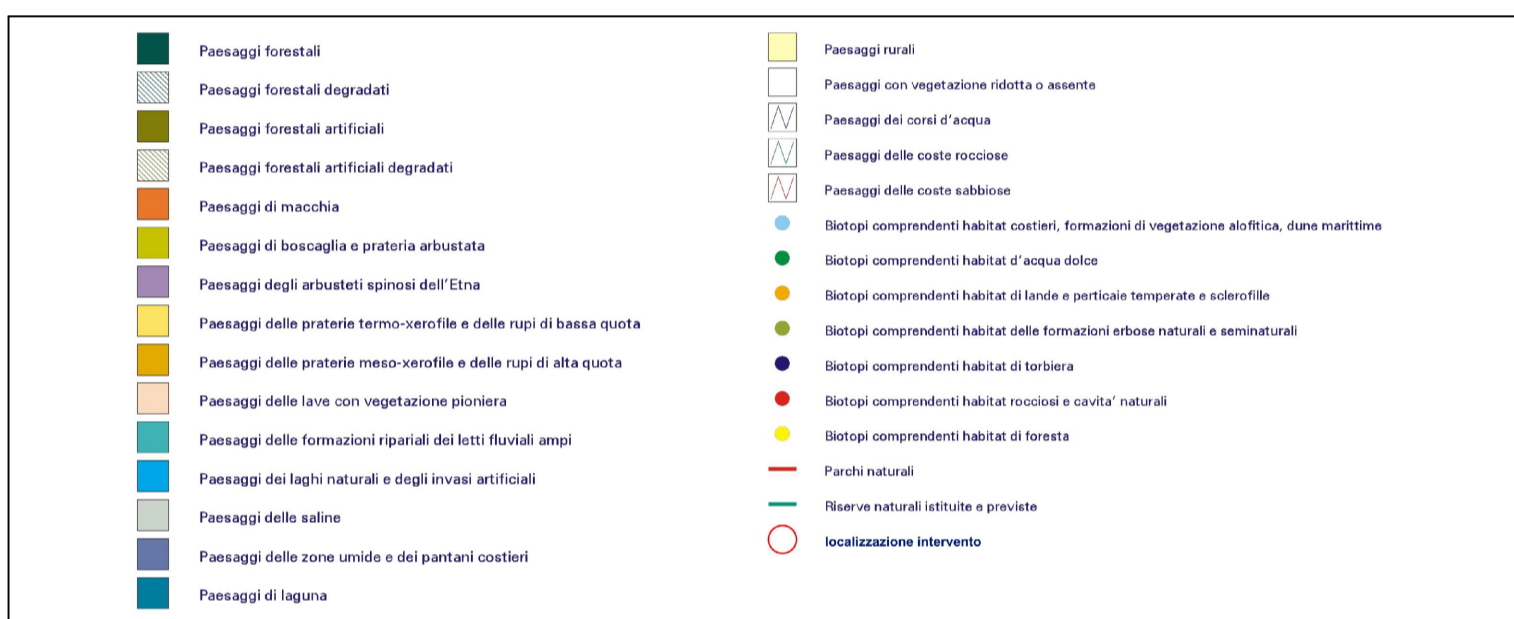 Paesaggi forestali
Paesaggi forestali degradati
Paesaggi forestali artificiali
Paesaggi forestali artificiali degradati
Paesaggi di macchia
Paesaggi di boscaglia e prateria arbustata
Paesaggi degli arbusteti spinosi dell'Etna
Paesaggi delle praterie termo-xerofile e delle rupi di bassa quota
Paesaggi delle praterie meso-xerofile e delle rupi di alta quota
Paesaggi delle lave con vegetazione pioniera
Paesaggi delle formazioni ripariali dei letti fluviali ampi
Paesaggi dei laghi naturali e degli invasi artificiali
Paesaggi delle saline
Paesaggi delle zone umide e dei pantani costieri
Paesaggi di laguna
Paesaggi rurali
Paesaggi con vegetazione ridotta o assente
Paesaggi dei corsi d'acqua
Paesaggi delle coste rocciose
Paesaggi delle coste sabbiose
Biotopi comprendenti habitat costieri, formazioni di vegetazione alofitica, dune marittime
Biotopi comprendenti habitat d'acqua dolce
Biotopi comprendenti habitat di lande e perticaie temperate e sclerofille
Biotopi comprendenti habitat delle formazioni erbose naturali e seminaturali
Biotopi comprendenti habitat di torbiera
Biotopi comprendenti habitat rocciosi e cavita' naturali
Biotopi comprendenti habitat di foresta
Parchi naturali
Riserve naturali istituite e previste
localizzazione intervento